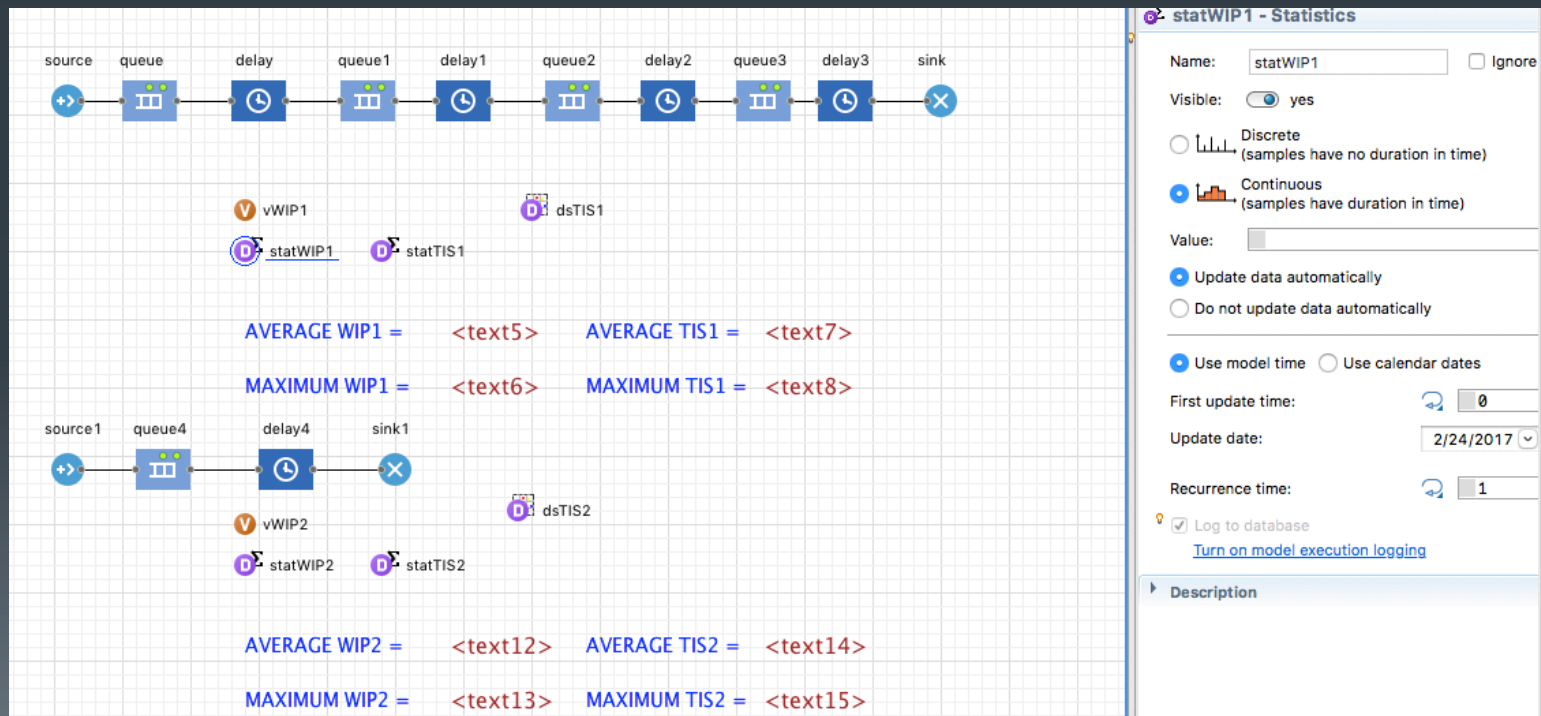 statWIP1 - Statistics
source queue delay queue1 delay1 queue2 delay2 queue3 delay3 sink
Name: statWIP1 Ignore
Visible: yes
Discrete
(samples have no duration in time)
Continuous
(samples have duration in time)
V vWIP1 D dsTIS1
D Σ statWIP1 D Σ statTIS1
Value:
Update data automatically
Do not update data automatically
AVERAGE WIP1 = <text5> AVERAGE TIS1 = <text7>
MAXIMUM WIP1 = <text6> MAXIMUM TIS1 = <text8>
Use model time Use calendar dates
First update time: 0
Update date: 2/24/2017
Recurrence time: 1
Log to database
Turn on model execution logging
Description
source1 queue4 delay4 sink1
D dsTIS2
V vWIP2
D Σ statWIP2 D Σ statTIS2
AVERAGE WIP2 = <text12> AVERAGE TIS2 = <text14>
MAXIMUM WIP2 = <text13> MAXIMUM TIS2 = <text15>